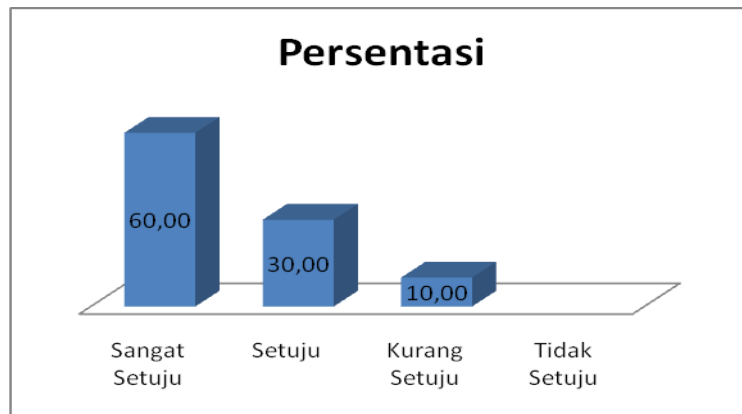 Persentasi
60,00
30,00
10,00
Sangat Setuju
Setuju
Kurang Setuju
Tidak Setuju